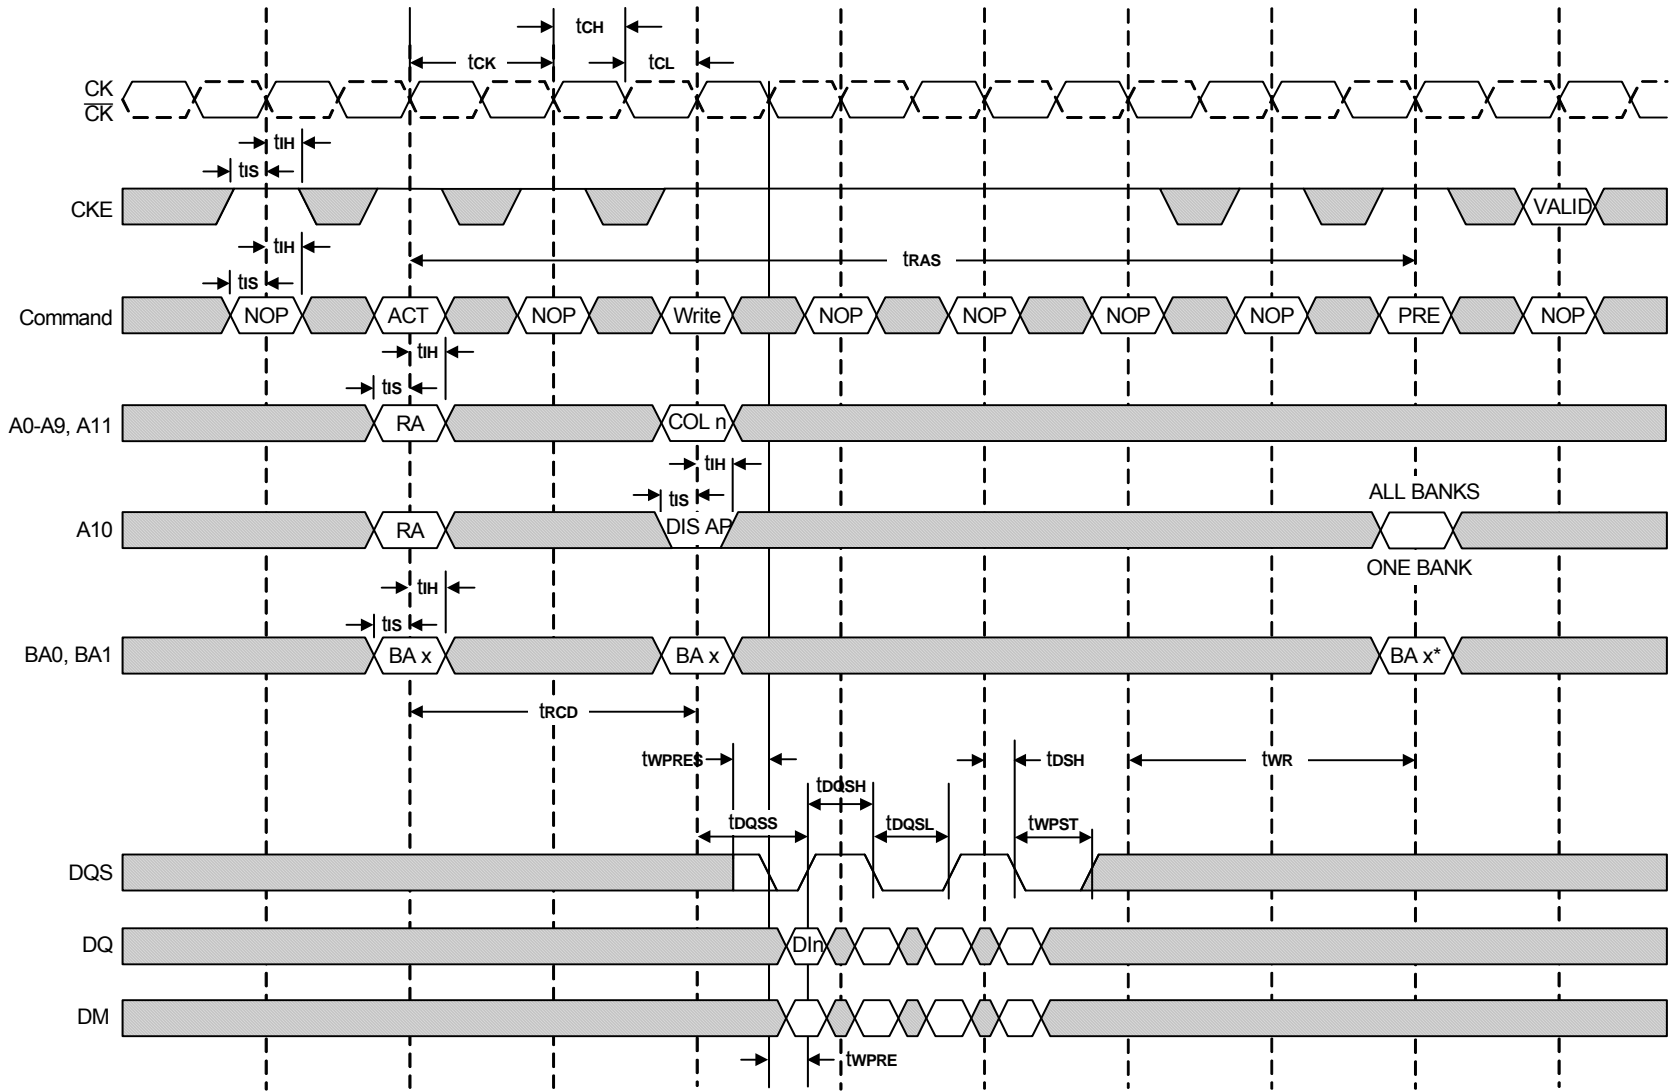 tCH
tCK
tCL
CK
CK
tIH
tIS
CKE
VALID
tIH
tRAS
tIS
Command
NOP
ACT
NOP
Write
NOP
NOP
NOP
NOP
PRE
NOP
tIH
tIS
A0-A9, A11
RA
COL n
tIH
tIS
ALL BANKS
A10
RA
DIS AP
ONE BANK
tIH
tIS
BA0, BA1
BA x
BA x
BA x*
tRCD
tWPRES
tDSH
tWR
tDQSH
tDQSS
tDQSL
tWPST
DQS
DQ
DIn
DM
tWPRE